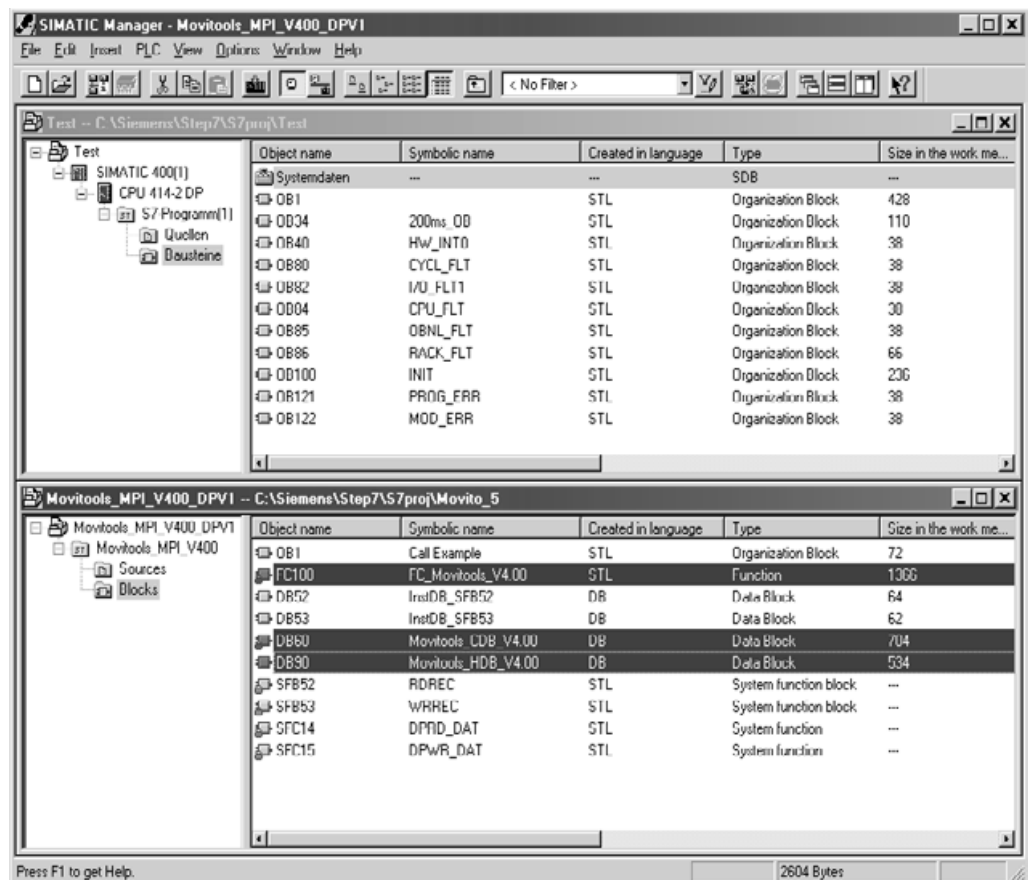 SIMATIC Manager - Movitools_MPI_V400_DPV1
File Edit Insert PLC View Options Window Help
< No Filter >
Test -- C:\Siemens\Step7\S7proj\Test
Test
SIMATIC 400(1)
CPU 414-2 DP
S7 Programm(1)
Quellen
Bausteine
Object name Symbolic name Created in language Type Size in the work me...
Systemdaten --- --- SDB ---
OB1 STL Organization Block 428
OB34 200ms_OB STL Organization Block 110
OB40 HW_INT0 STL Organization Block 38
OB80 CYCL_FLT STL Organization Block 38
OB82 I/O_FLT1 STL Organization Block 38
OB84 CPU_FLT STL Organization Block 38
OB85 OBNL_FLT STL Organization Block 38
OB86 RACK_FLT STL Organization Block 66
OB100 INIT STL Organization Block 236
OB121 PROG_ERR STL Organization Block 38
OB122 MOD_ERR STL Organization Block 38
Movitools_MPI_V400_DPV1 -- C:\Siemens\Step7\S7proj\Movito_5
Movitools_MPI_V400_DPV1
Movitools_MPI_V400
Sources
Blocks
Object name Symbolic name Created in language Type Size in the work me...
OB1 Call Example STL Organization Block 72
FC100 FC_Movitools_V4.00 STL Function 1366
DB52 InstDB_SFB52 DB Data Block 64
DB53 InstDB_SFB53 DB Data Block 62
DB60 Movitools_CDB_V4.00 DB Data Block 704
DB90 Movitools_HDB_V4.00 DB Data Block 534
SFB52 RDREC STL System function block ---
SFB53 WRREC STL System function block ---
SFC14 DPRD_DAT STL System function ---
SFC15 DPWR_DAT STL System function ---
Press F1 to get Help. 2604 Bytes